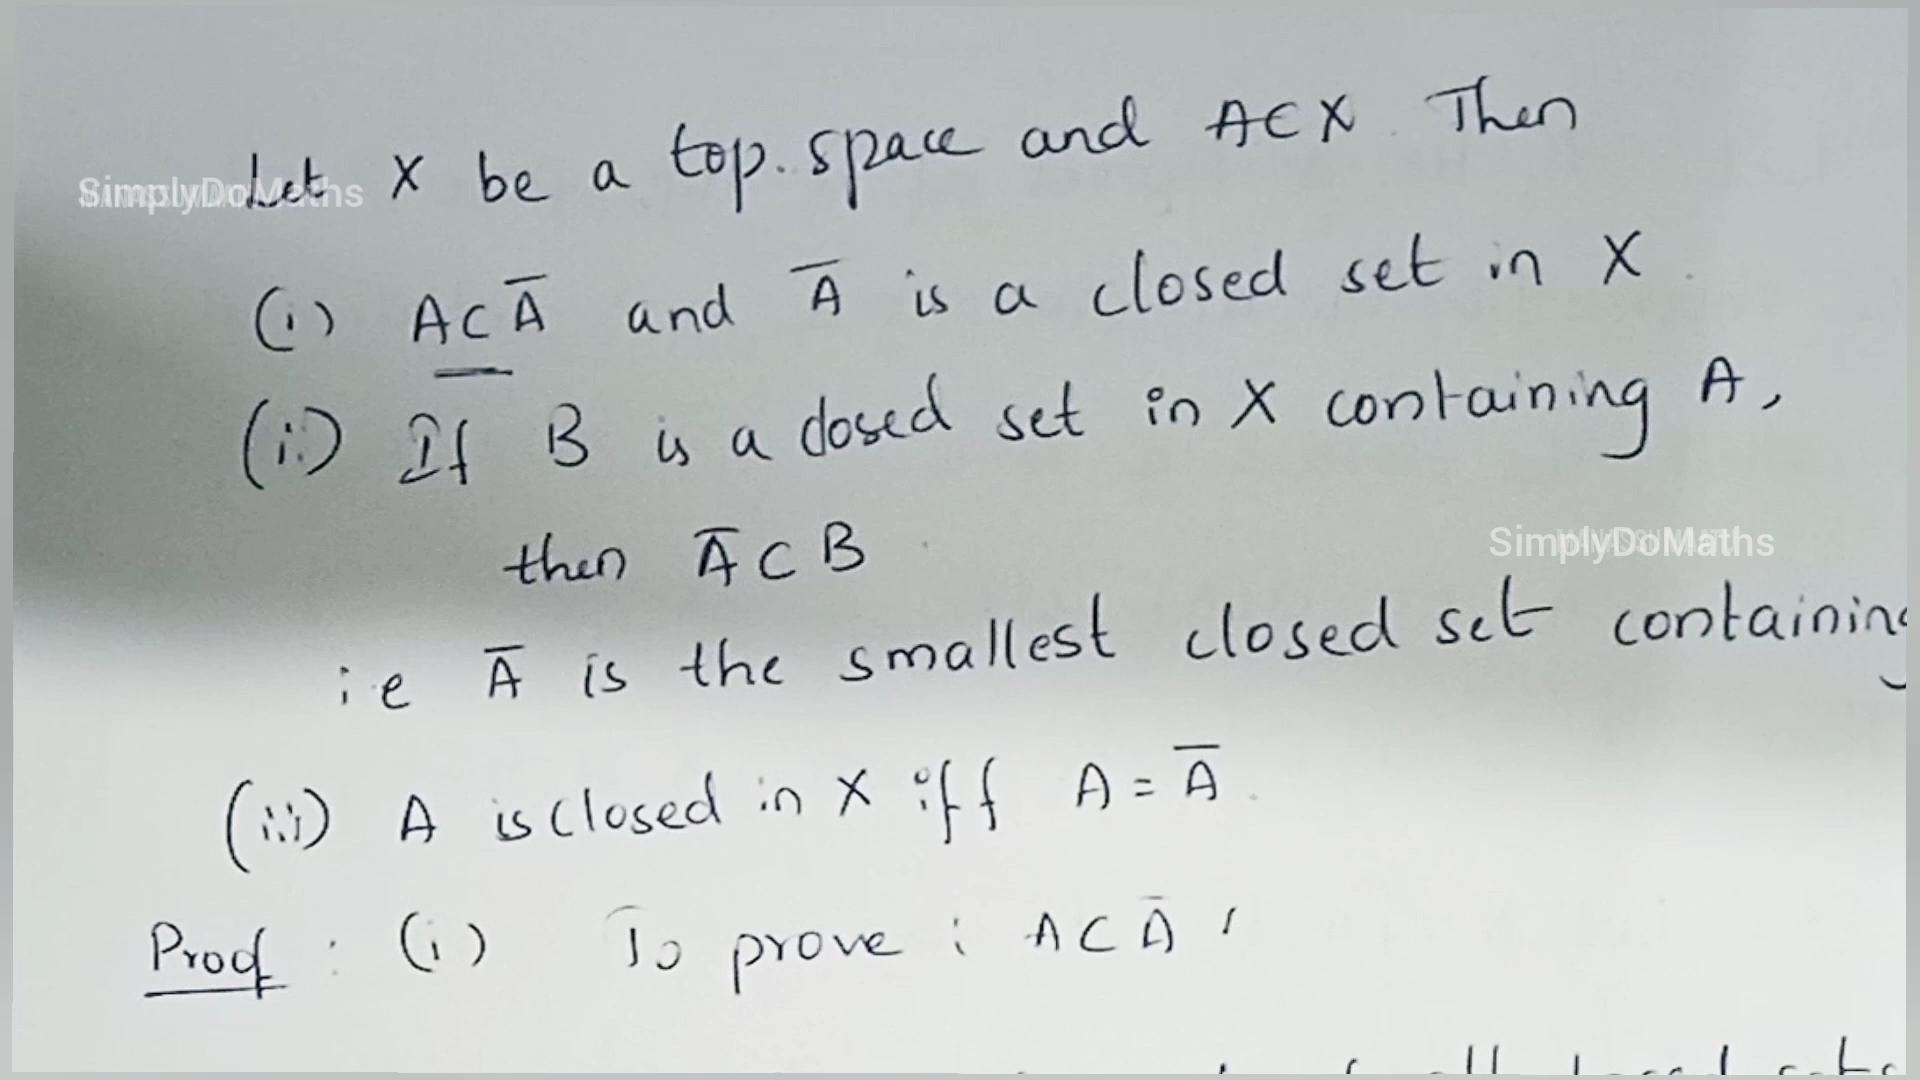 Let X be a top. space and A⊂X Then
SimplyDoMaths
(i) A⊂A̅ and A̅ is a closed set in X
(ii) If B is a closed set in X containing A,
then A̅ ⊂ B
SimplyDoMaths
i.e A̅ is the smallest closed set containing
(iii) A is closed in X iff A = A̅
Proof : (i) To prove : A⊂A̅